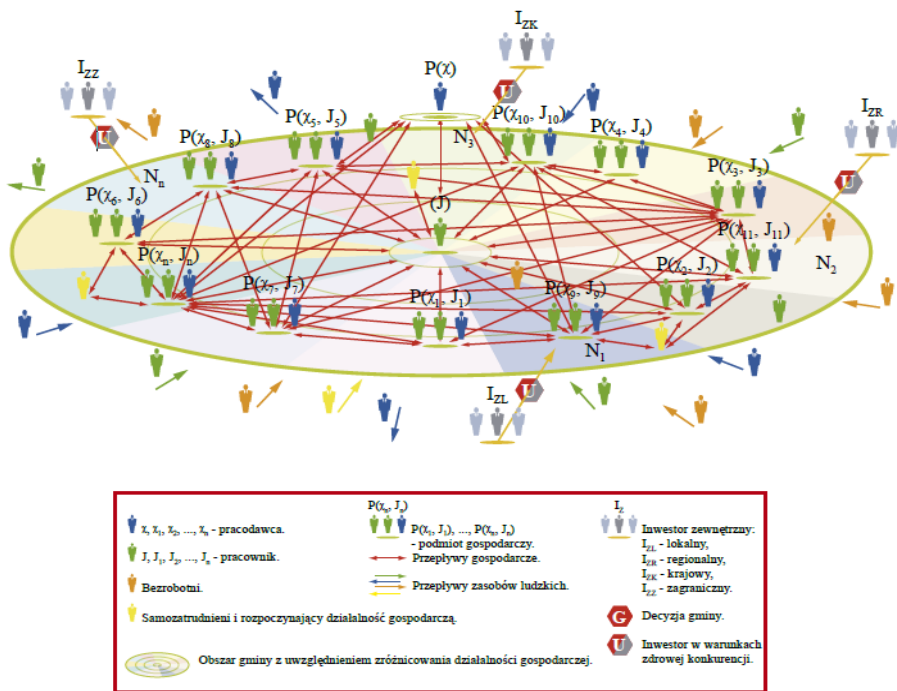 I_ZK
I_ZZ
P(χ)
I_ZR
U
P(χ₅, J₅)
P(χ₁₀, J₁₀)
U
N₃
P(χ₄, J₄)
P(χ₈, J₈)
U
P(χ₃, J₃)
Nₙ
P(χ₆, J₆)
(J)
P(χ₁₁, J₁₁)
P(χₙ, Jₙ)
P(χ₂, J₂)
N₂
P(χ₇, J₇)
P(χ₁, J₁)
P(χ₉, J₉)
N₁
U
I_ZL
χ, χ₁, χ₂, ..., χₙ - pracodawca.
J, J₁, J₂, ..., Jₙ - pracownik.
Bezrobotni.
Samozatrudnieni i rozpoczynający działalność gospodarczą.
Obszar gminy z uwzględnieniem zróżnicowania działalności gospodarczej.
P(χₙ, Jₙ)
P(χ₁, J₁), ..., P(χₙ, Jₙ)
- podmiot gospodarczy.
Przepływy gospodarcze.
Przepływy zasobów ludzkich.
I_Z
Inwestor zewnętrzny:
I_ZL - lokalny,
I_ZR - regionalny,
I_ZK - krajowy,
I_ZZ - zagraniczny.
G
Decyzja gminy.
U
Inwestor w warunkach
zdrowej konkurencji.